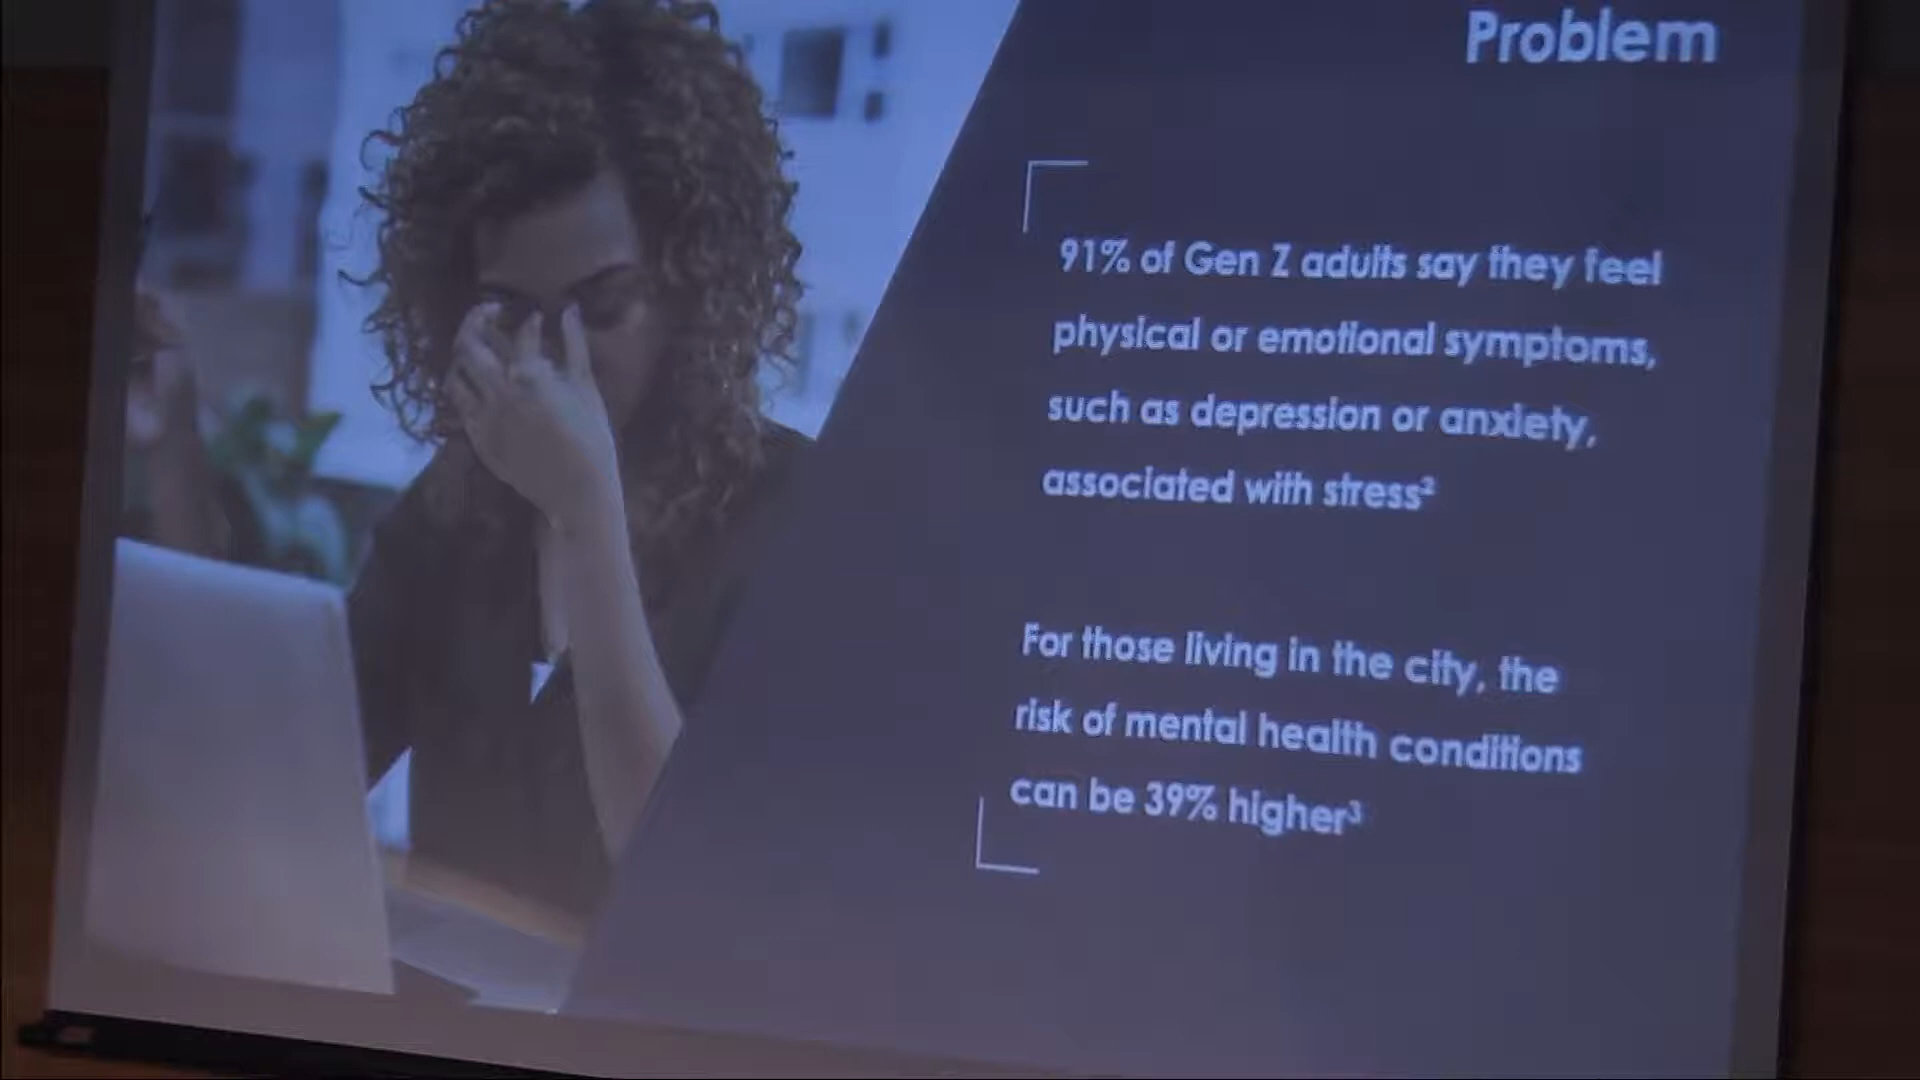 Problem
91% of Gen Z adults say they feel
physical or emotional symptoms,
such as depression or anxiety,
associated with stress²
For those living in the city, the
risk of mental health conditions
can be 39% higher³